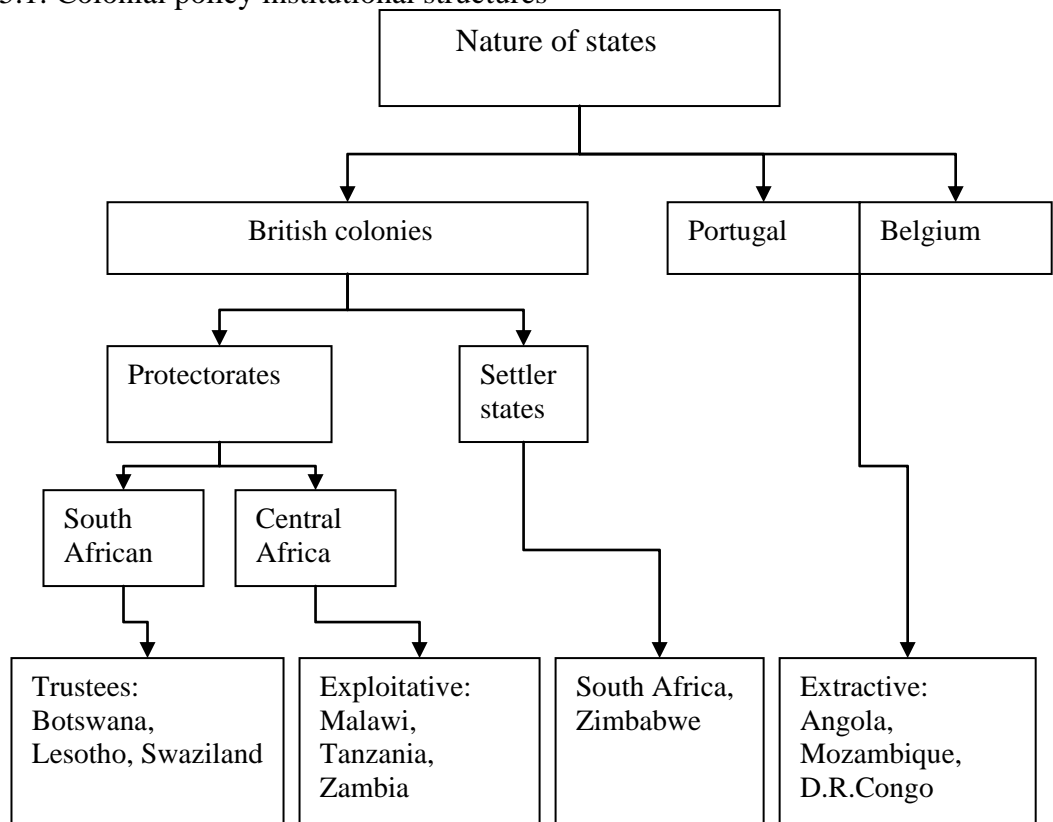 5.1. Colonial policy institutional structures
Nature of states
British colonies
Portugal
Belgium
Protectorates
Settler
states
South
African
Central
Africa
Trustees:
Botswana,
Lesotho, Swaziland
Exploitative:
Malawi,
Tanzania,
Zambia
South Africa,
Zimbabwe
Extractive:
Angola,
Mozambique,
D.R.Congo